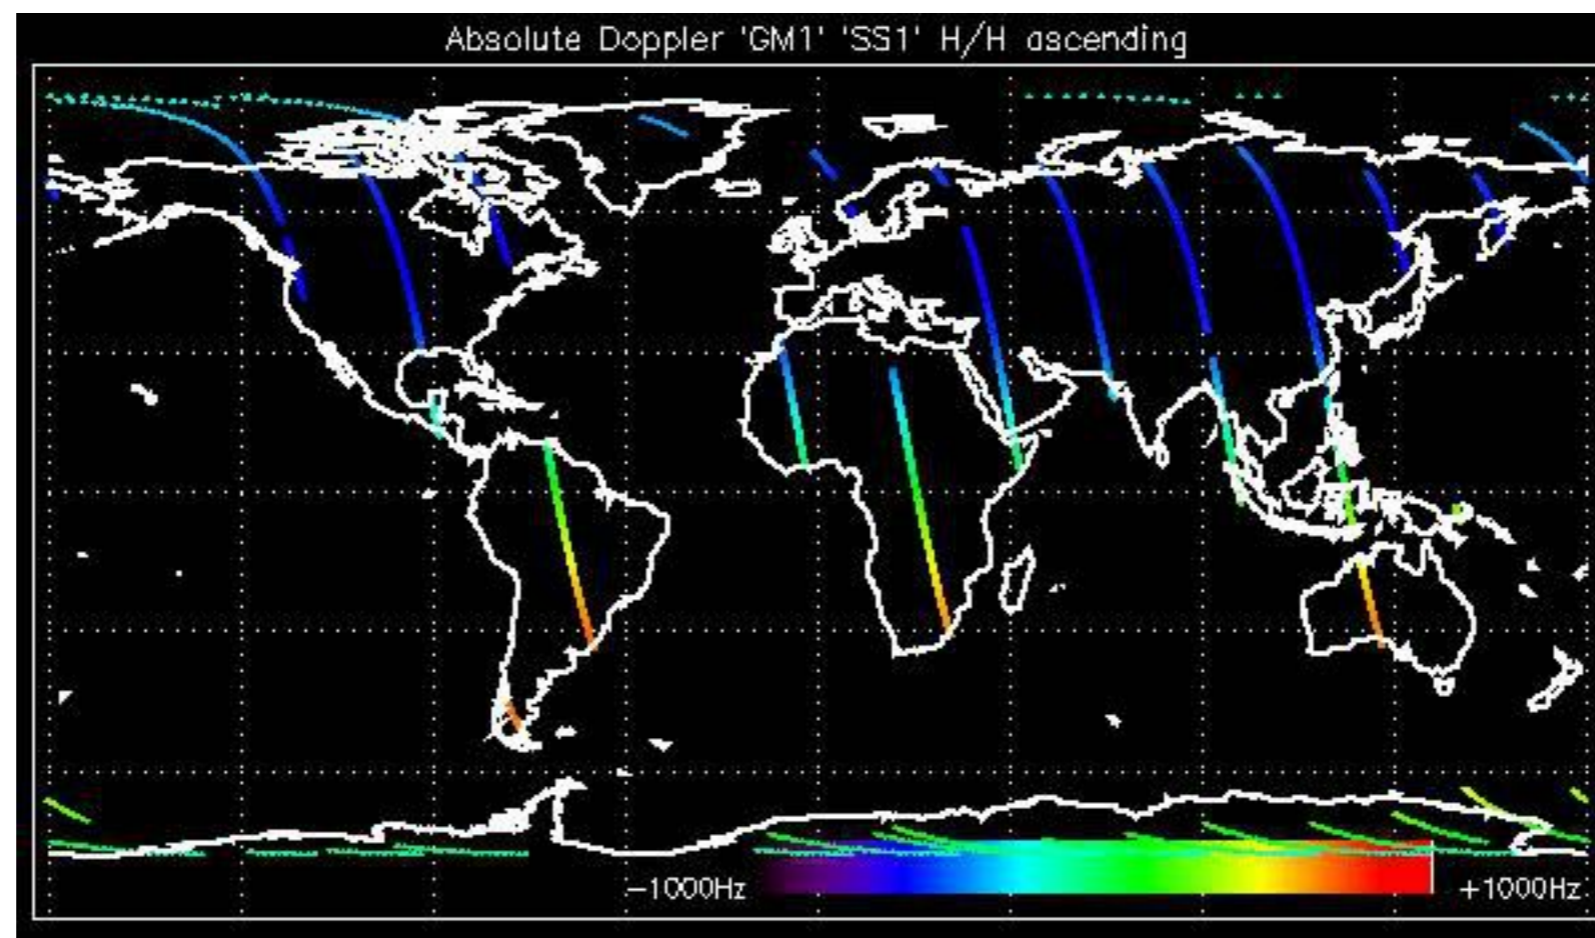 Absolute Doppler 'GM1' 'SS1' H/H ascending
−1000Hz
+1000Hz